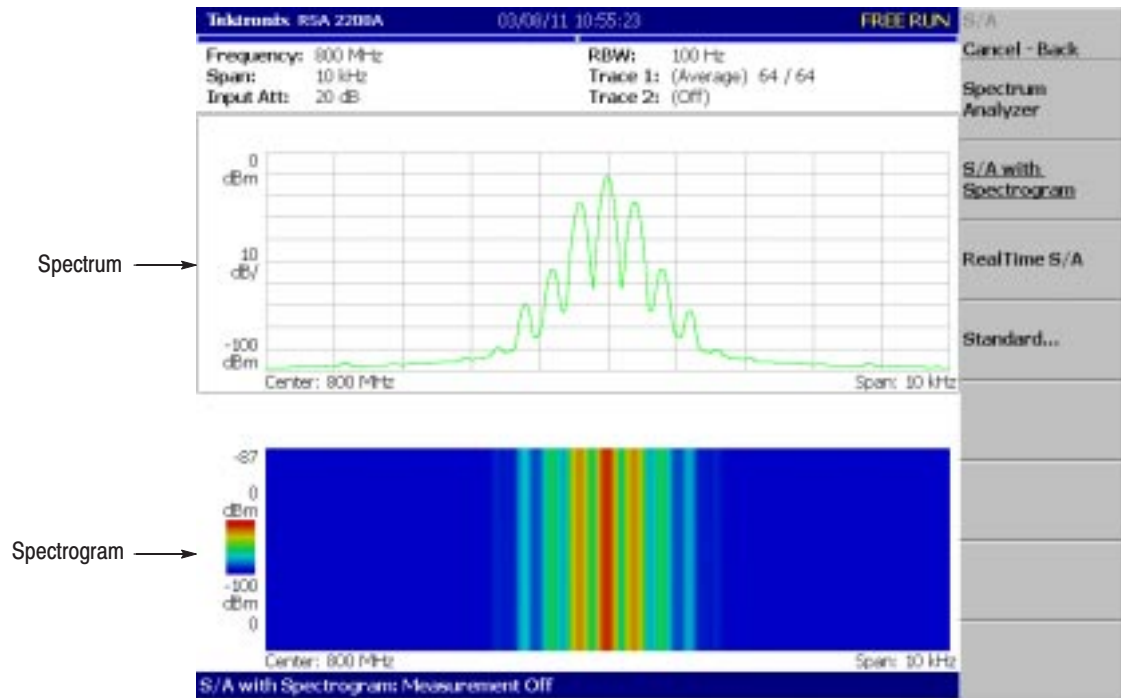 Tektronix RSA 2200A 03/08/11 10:55:23 FREE RUN
Frequency: 800 MHz RBW: 100 Hz
Span: 10 kHz Trace 1: (Average) 64 / 64
Input Att: 20 dB Trace 2: (Off)
S/A
Cancel - Back
Spectrum
Analyzer
S/A with
Spectrogram
RealTime S/A
Standard...
Spectrum
0
dBm
10
dB/
-100
dBm
Center: 800 MHz Span: 10 kHz
Spectrogram
-87
0
dBm
-100
dBm
0
Center: 800 MHz Span: 10 kHz
S/A with Spectrogram: Measurement Off